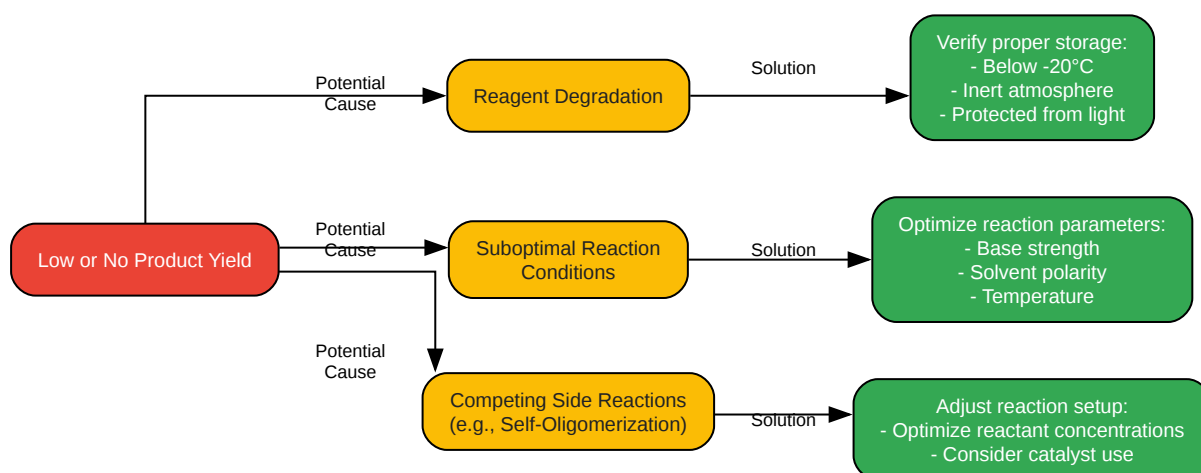 Potential
Cause
Reagent Degradation
Solution
Verify proper storage:
- Below -20°C
- Inert atmosphere
- Protected from light
Low or No Product Yield
Potential
Cause
Suboptimal Reaction
Conditions
Solution
Optimize reaction parameters:
- Base strength
- Solvent polarity
- Temperature
Potential
Cause
Competing Side Reactions
(e.g., Self-Oligomerization)
Solution
Adjust reaction setup:
- Optimize reactant concentrations
- Consider catalyst use